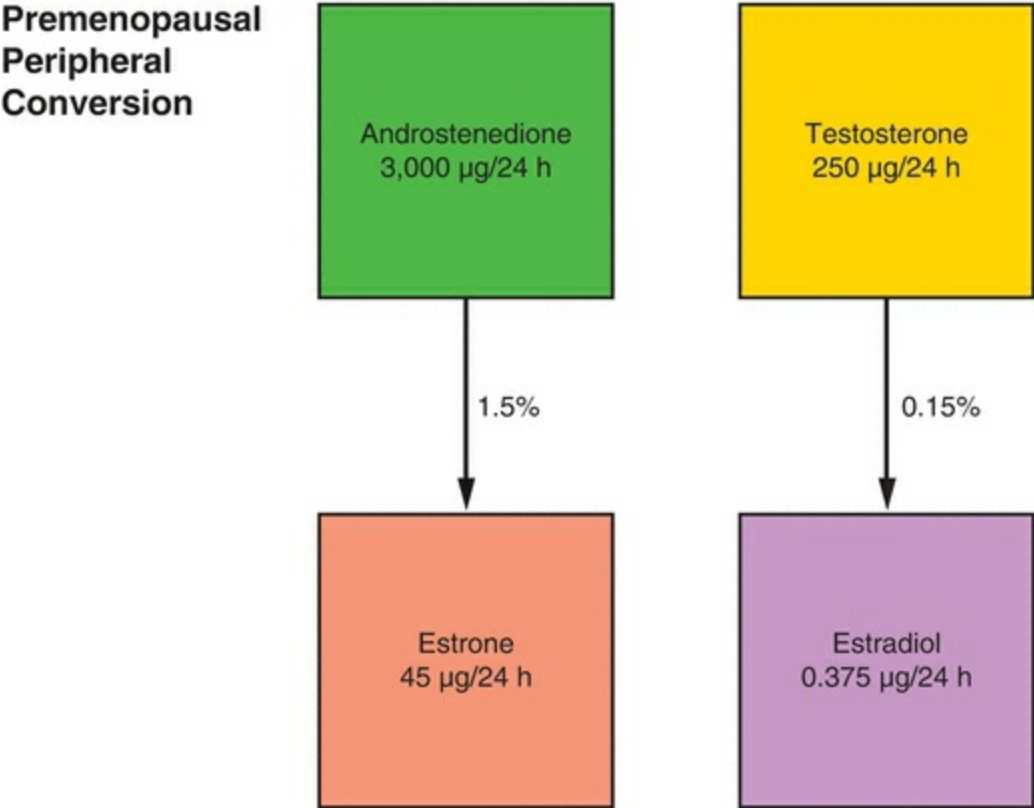 Premenopausal
Peripheral
Conversion
Androstenedione
3,000 µg/24 h
Testosterone
250 µg/24 h
1.5%
0.15%
Estrone
45 µg/24 h
Estradiol
0.375 µg/24 h